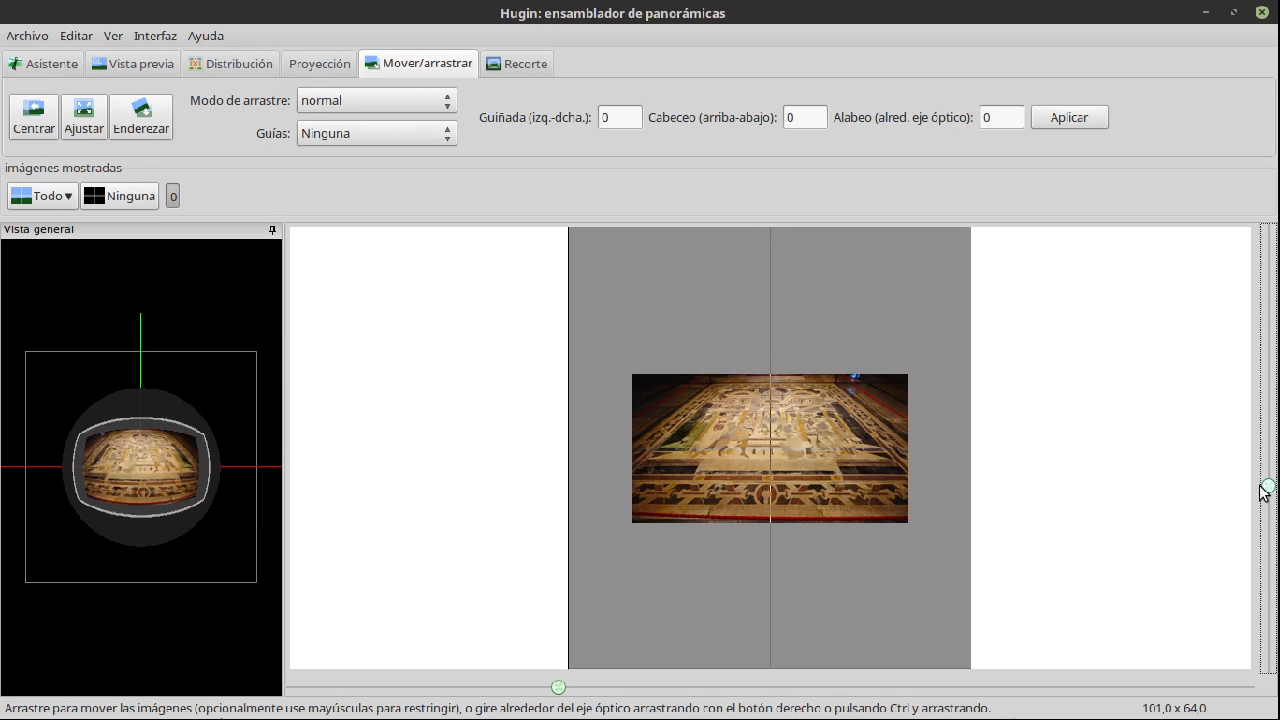 Hugin: ensamblador de panorámicas
Archivo Editar Ver Interfaz Ayuda
Asistente Vista previa Distribución Proyección Mover/arrastrar Recorte
Centrar Ajustar Enderezar
Modo de arrastre: normal
Guías: Ninguna
Guiñada (izq.-dcha.): 0 Cabeceo (arriba-abajo): 0 Alabeo (alred. eje óptico): 0 Aplicar
imágenes mostradas
Todo Ninguna 0
Vista general
Arrastre para mover las imágenes (opcionalmente use mayúsculas para restringir), o gire alrededor del eje óptico arrastrando con el botón derecho o pulsando Ctrl y arrastrando. 101,0 x 64,0